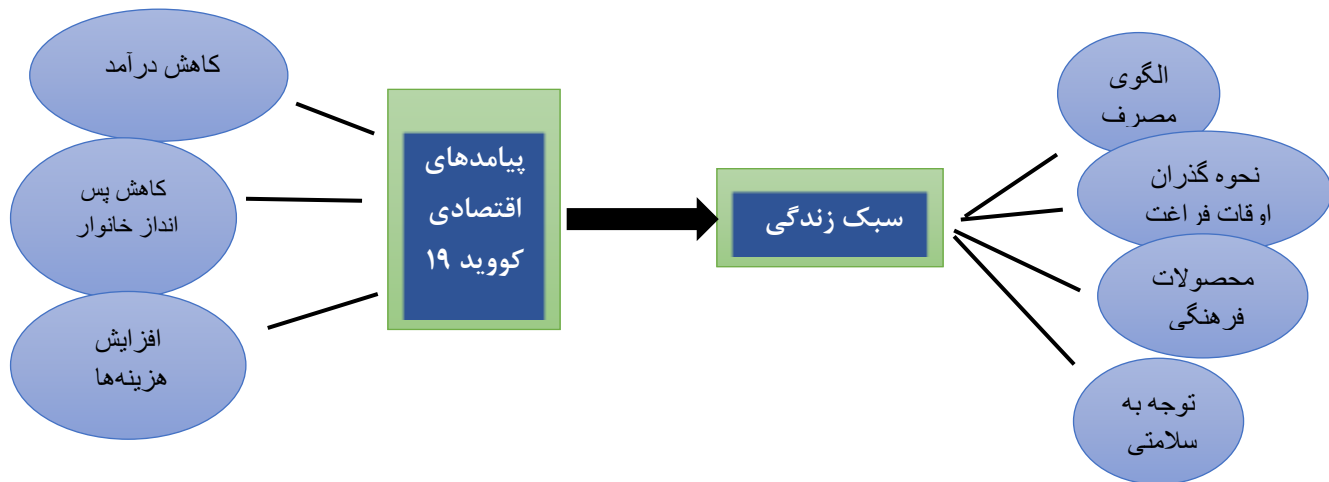 کاهش درآمد
کاهش پس
انداز خانوار
افزایش
هزینه‌ها
پیامدهای
اقتصادی
کووید ۱۹
سبک زندگی
الگوی
مصرف
نحوه گذران
اوقات فراغت
محصولات
فرهنگی
توجه به
سلامتی